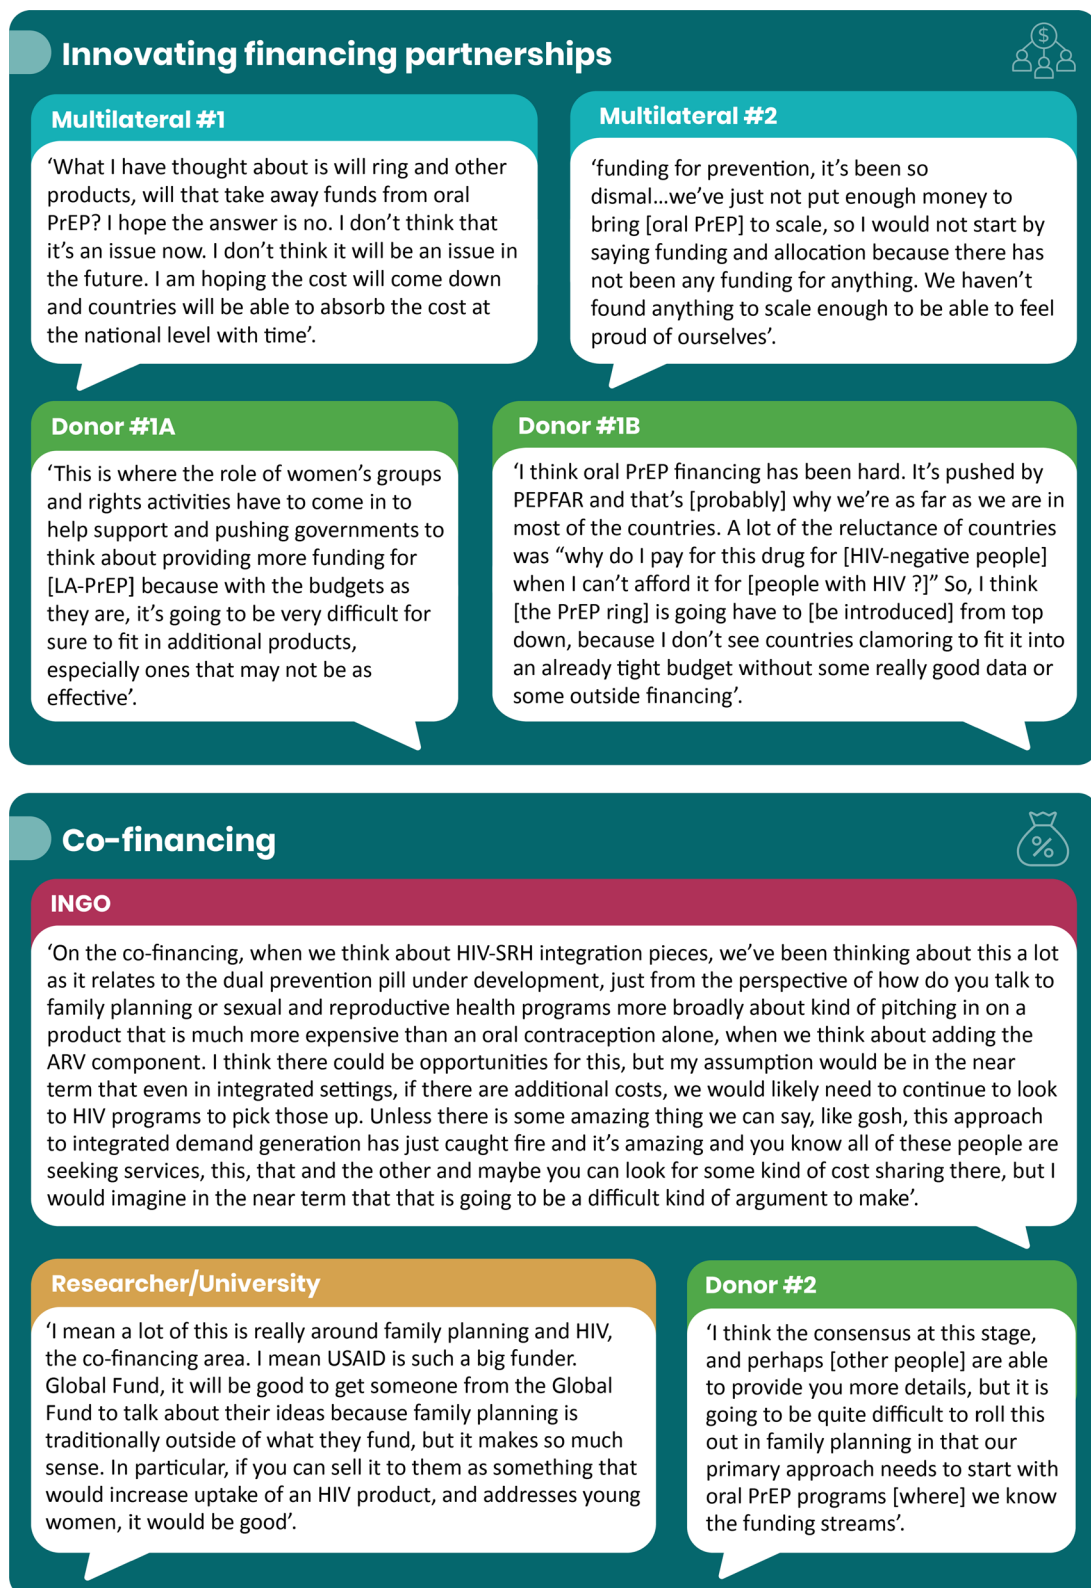 Innovating financing partnerships
$
Multilateral #1
‘What I have thought about is will ring and other
products, will that take away funds from oral
PrEP? I hope the answer is no. I don’t think that
it’s an issue now. I don’t think it will be an issue in
the future. I am hoping the cost will come down
and countries will be able to absorb the cost at
the national level with time’.
Multilateral #2
‘funding for prevention, it’s been so
dismal...we’ve just not put enough money to
bring [oral PrEP] to scale, so I would not start by
saying funding and allocation because there has
not been any funding for anything. We haven’t
found anything to scale enough to be able to feel
proud of ourselves’.
Donor #1A
‘This is where the role of women’s groups
and rights activities have to come in to
help support and pushing governments to
think about providing more funding for
[LA-PrEP] because with the budgets as
they are, it’s going to be very difficult for
sure to fit in additional products,
especially ones that may not be as
effective’.
Donor #1B
‘I think oral PrEP financing has been hard. It’s pushed by
PEPFAR and that’s [probably] why we’re as far as we are in
most of the countries. A lot of the reluctance of countries
was “why do I pay for this drug for [HIV-negative people]
when I can’t afford it for [people with HIV ?]” So, I think
[the PrEP ring] is going have to [be introduced] from top
down, because I don’t see countries clamoring to fit it into
an already tight budget without some really good data or
some outside financing’.
Co-financing
%
INGO
‘On the co-financing, when we think about HIV-SRH integration pieces, we’ve been thinking about this a lot
as it relates to the dual prevention pill under development, just from the perspective of how do you talk to
family planning or sexual and reproductive health programs more broadly about kind of pitching in on a
product that is much more expensive than an oral contraception alone, when we think about adding the
ARV component. I think there could be opportunities for this, but my assumption would be in the near
term that even in integrated settings, if there are additional costs, we would likely need to continue to look
to HIV programs to pick those up. Unless there is some amazing thing we can say, like gosh, this approach
to integrated demand generation has just caught fire and it’s amazing and you know all of these people are
seeking services, this, that and the other and maybe you can look for some kind of cost sharing there, but I
would imagine in the near term that that is going to be a difficult kind of argument to make’.
Researcher/University
‘I mean a lot of this is really around family planning and HIV,
the co-financing area. I mean USAID is such a big funder.
Global Fund, it will be good to get someone from the Global
Fund to talk about their ideas because family planning is
traditionally outside of what they fund, but it makes so much
sense. In particular, if you can sell it to them as something that
would increase uptake of an HIV product, and addresses young
women, it would be good’.
Donor #2
‘I think the consensus at this stage,
and perhaps [other people] are able
to provide you more details, but it is
going to be quite difficult to roll this
out in family planning in that our
primary approach needs to start with
oral PrEP programs [where] we know
the funding streams’.